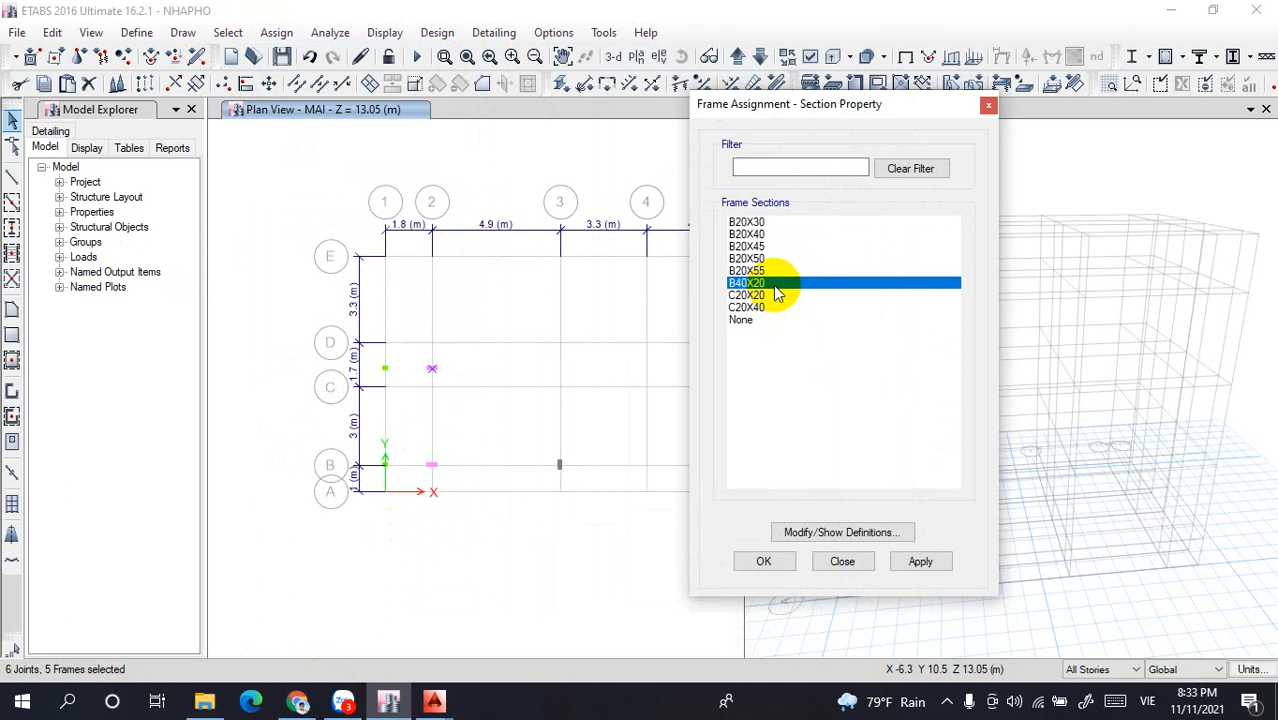 ETABS 2016 Ultimate 16.2.1 - NHAPHO
File Edit View Define Draw Select Assign Analyze Display Design Detailing Options Tools Help
3-d
nd
Model Explorer
Plan View - MAI - Z = 13.05 (m)
Detailing
Model Display Tables Reports
Model
Project
Structure Layout
Properties
Structural Objects
Groups
Loads
Named Output Items
Named Plots
1 2 3 4
1.8 (m) 4.9 (m) 3.3 (m)
E
3.3 (m)
D
1.7 (m)
C
3 (m)
B
1 (m)
A
Y
X
Frame Assignment - Section Property
Filter
Clear Filter
Frame Sections
B20X30
B20X40
B20X45
B20X50
B20X55
B40X20
C20X20
C20X40
None
Modify/Show Definitions...
OK Close Apply
6 Joints, 5 Frames selected
X -6.3 Y 10.5 Z 13.05 (m)
All Stories
Global
Units...
79°F Rain
VIE
8:33 PM
11/11/2021